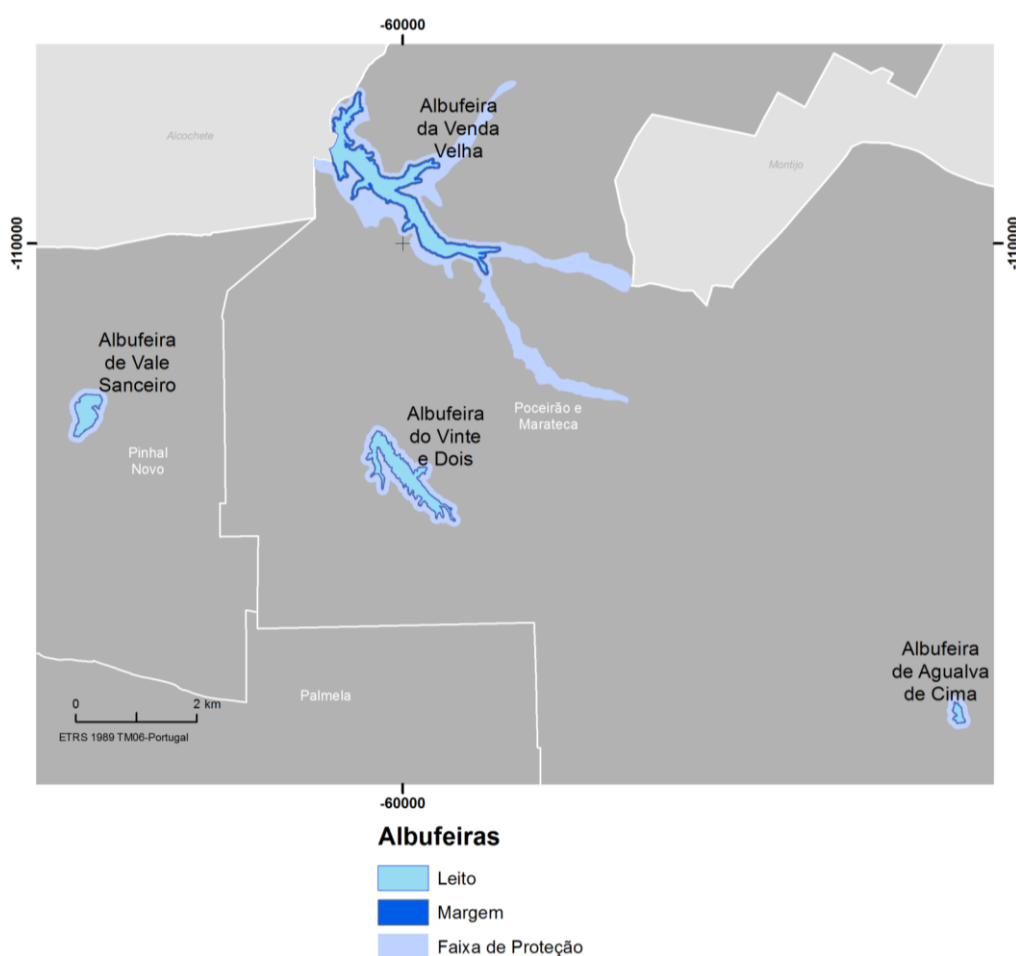 -60000
Albufeira
da Venda
Velha
Alcochete
Montijo
-110000
-110000
Albufeira
de Vale
Sanceiro
Albufeira
do Vinte
e Dois
Poceirão e
Marateca
Pinhal
Novo
Albufeira
de Agualva
de Cima
Palmela
0 2 km
ETRS 1989 TM06-Portugal
-60000
Albufeiras
Leito
Margem
Faixa de Proteção